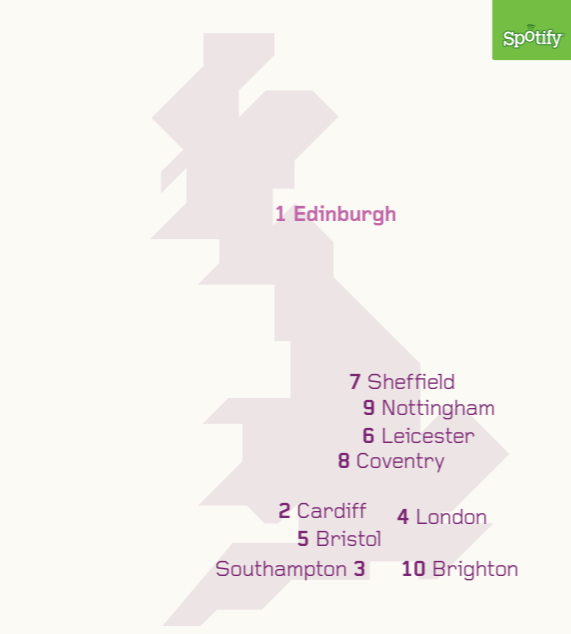 Spotify
1 Edinburgh
7 Sheffield
9 Nottingham
6 Leicester
8 Coventry
2 Cardiff
4 London
5 Bristol
Southampton 3
10 Brighton